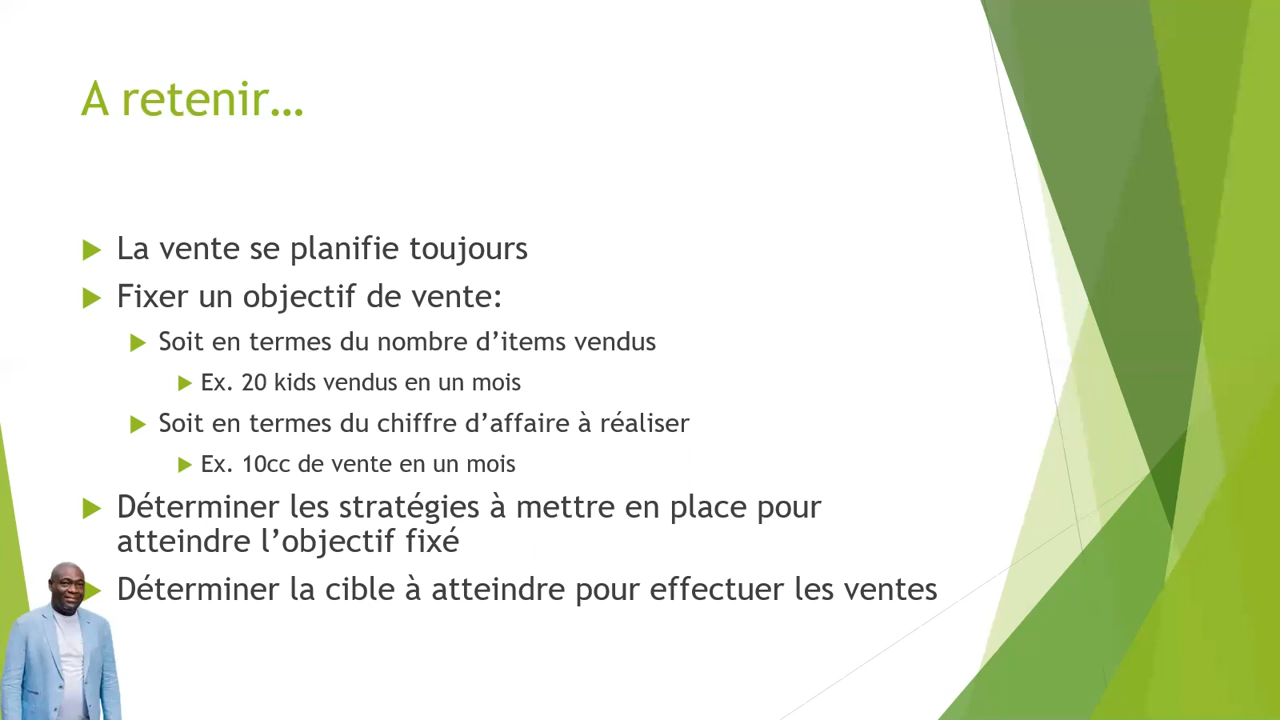 A retenir...
La vente se planifie toujours
Fixer un objectif de vente:
Soit en termes du nombre d’items vendus
Ex. 20 kids vendus en un mois
Soit en termes du chiffre d’affaire à réaliser
Ex. 10cc de vente en un mois
Déterminer les stratégies à mettre en place pour
atteindre l’objectif fixé
Déterminer la cible à atteindre pour effectuer les ventes